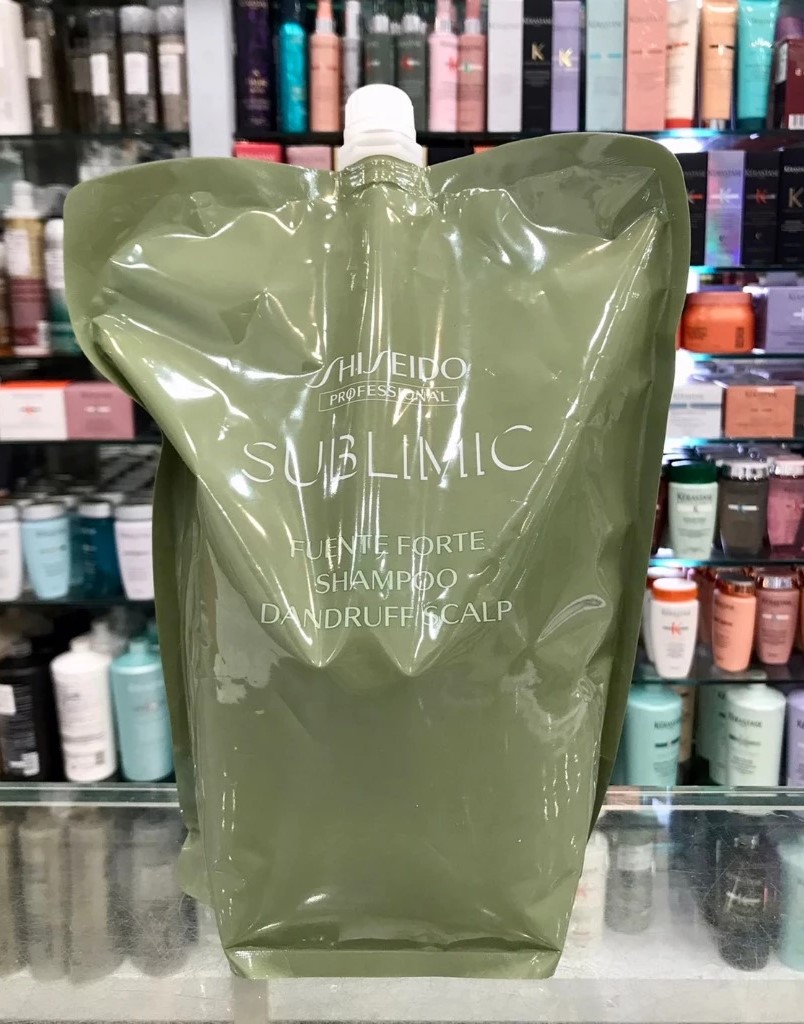 SHISEIDO
PROFESSIONAL
SUBLIMIC
FUENTE FORTE
SHAMPOO
DANDRUFF SCALP